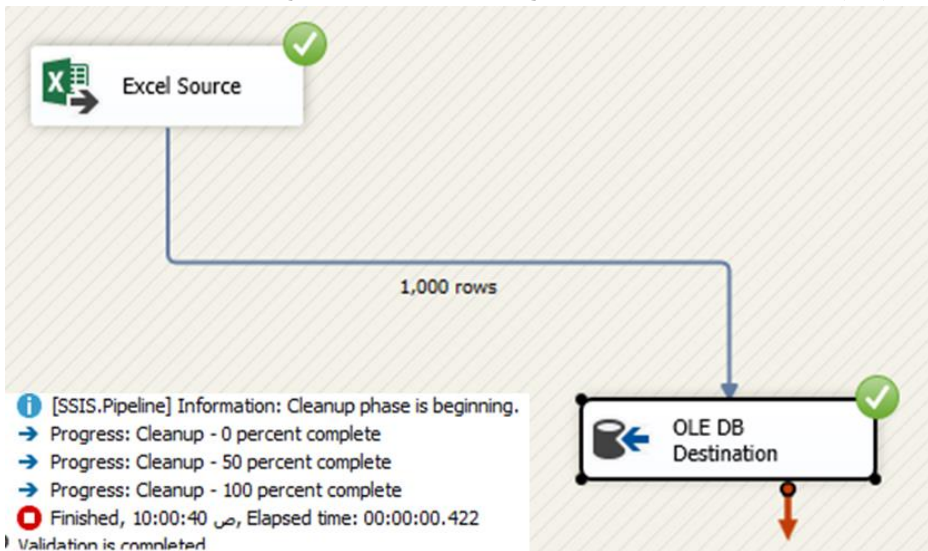 Excel Source
1,000 rows
OLE DB
Destination
[SSIS.Pipeline] Information: Cleanup phase is beginning.
Progress: Cleanup - 0 percent complete
Progress: Cleanup - 50 percent complete
Progress: Cleanup - 100 percent complete
Finished, 10:00:40 ص, Elapsed time: 00:00:00.422
Validation is completed